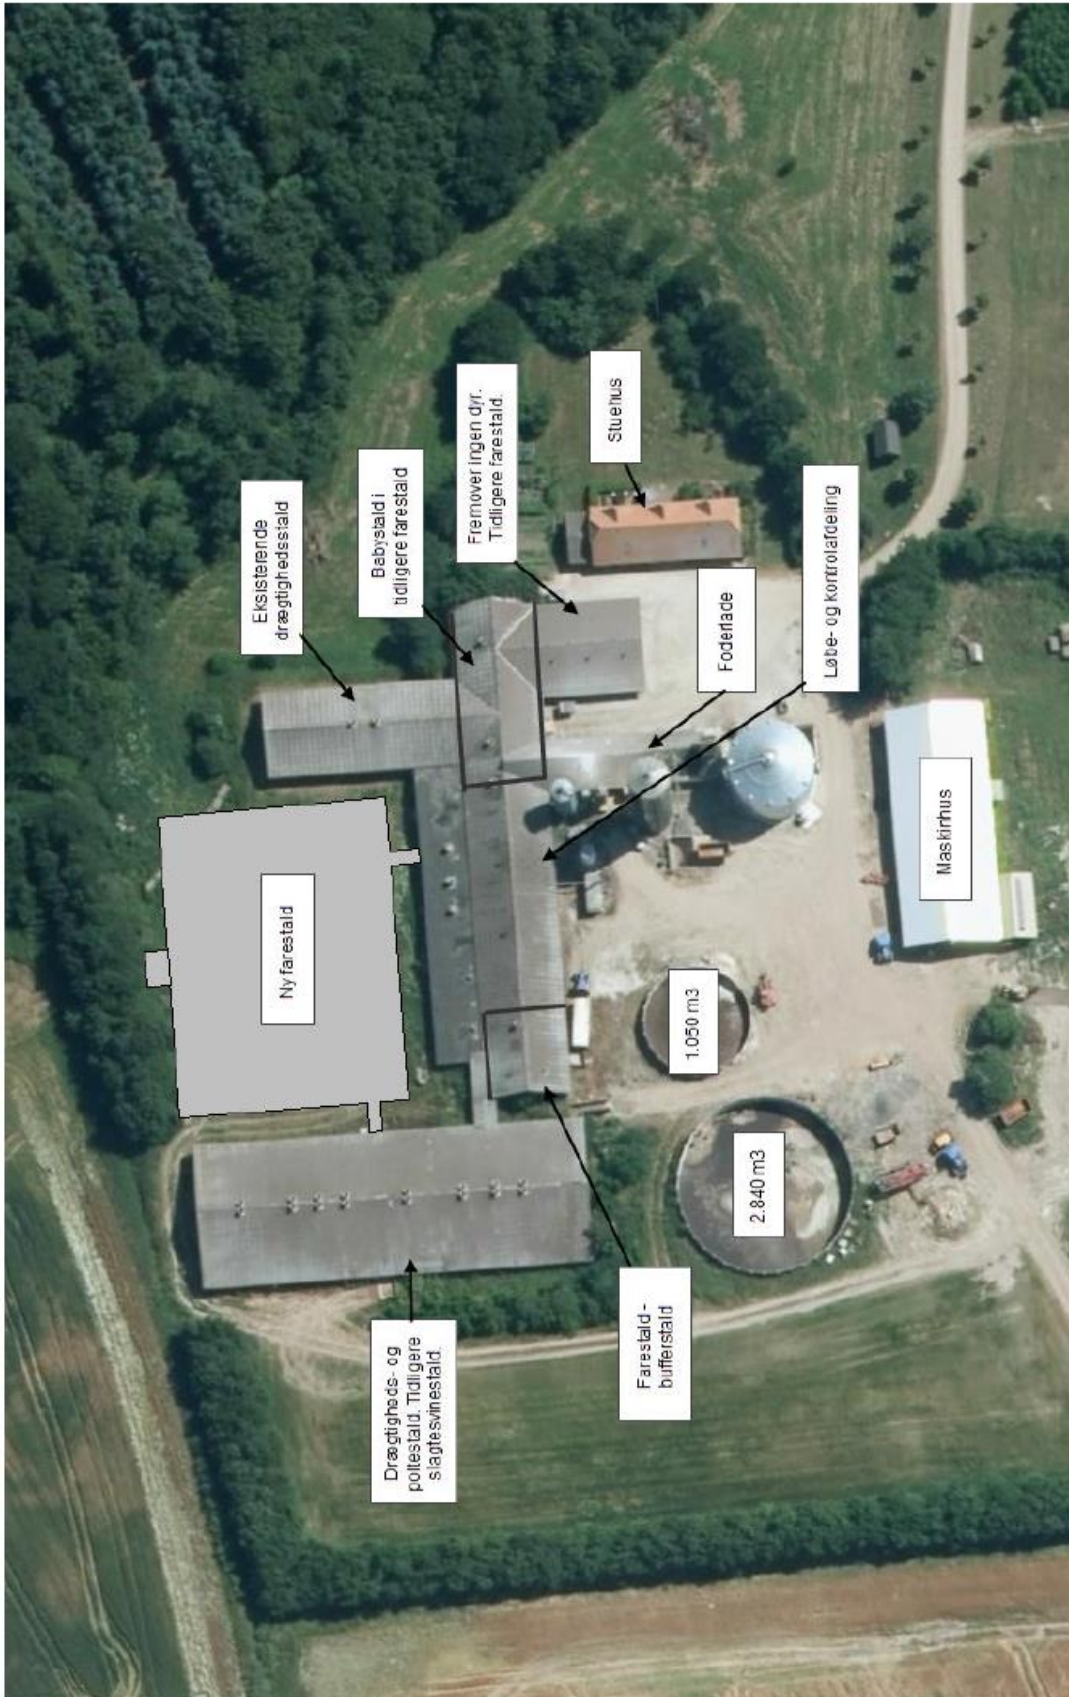 Drægtigheds- og
poltestald. Tidligere
slagtesvinestald.
Ny farestald
Eksisterende
drægtighedsstald
Babystald i
tidligere farestald
Fremover ingen dyr.
Tidligere farestald.
Stuehus
Farestald -
bufferstald
2.840 m3
1.050 m3
Foderlade
Løbe- og kontrolafdeling
Maskinhus